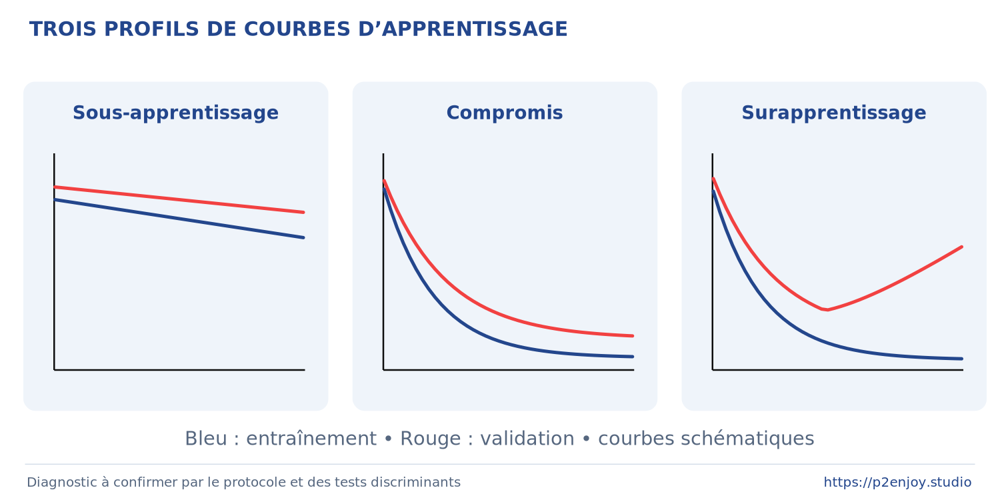 TROIS PROFILS DE COURBES D’APPRENTISSAGE
Sous-apprentissage
Compromis
Surapprentissage
Bleu : entraînement • Rouge : validation • courbes schématiques
Diagnostic à confirmer par le protocole et des tests discriminants
https://p2enjoy.studio